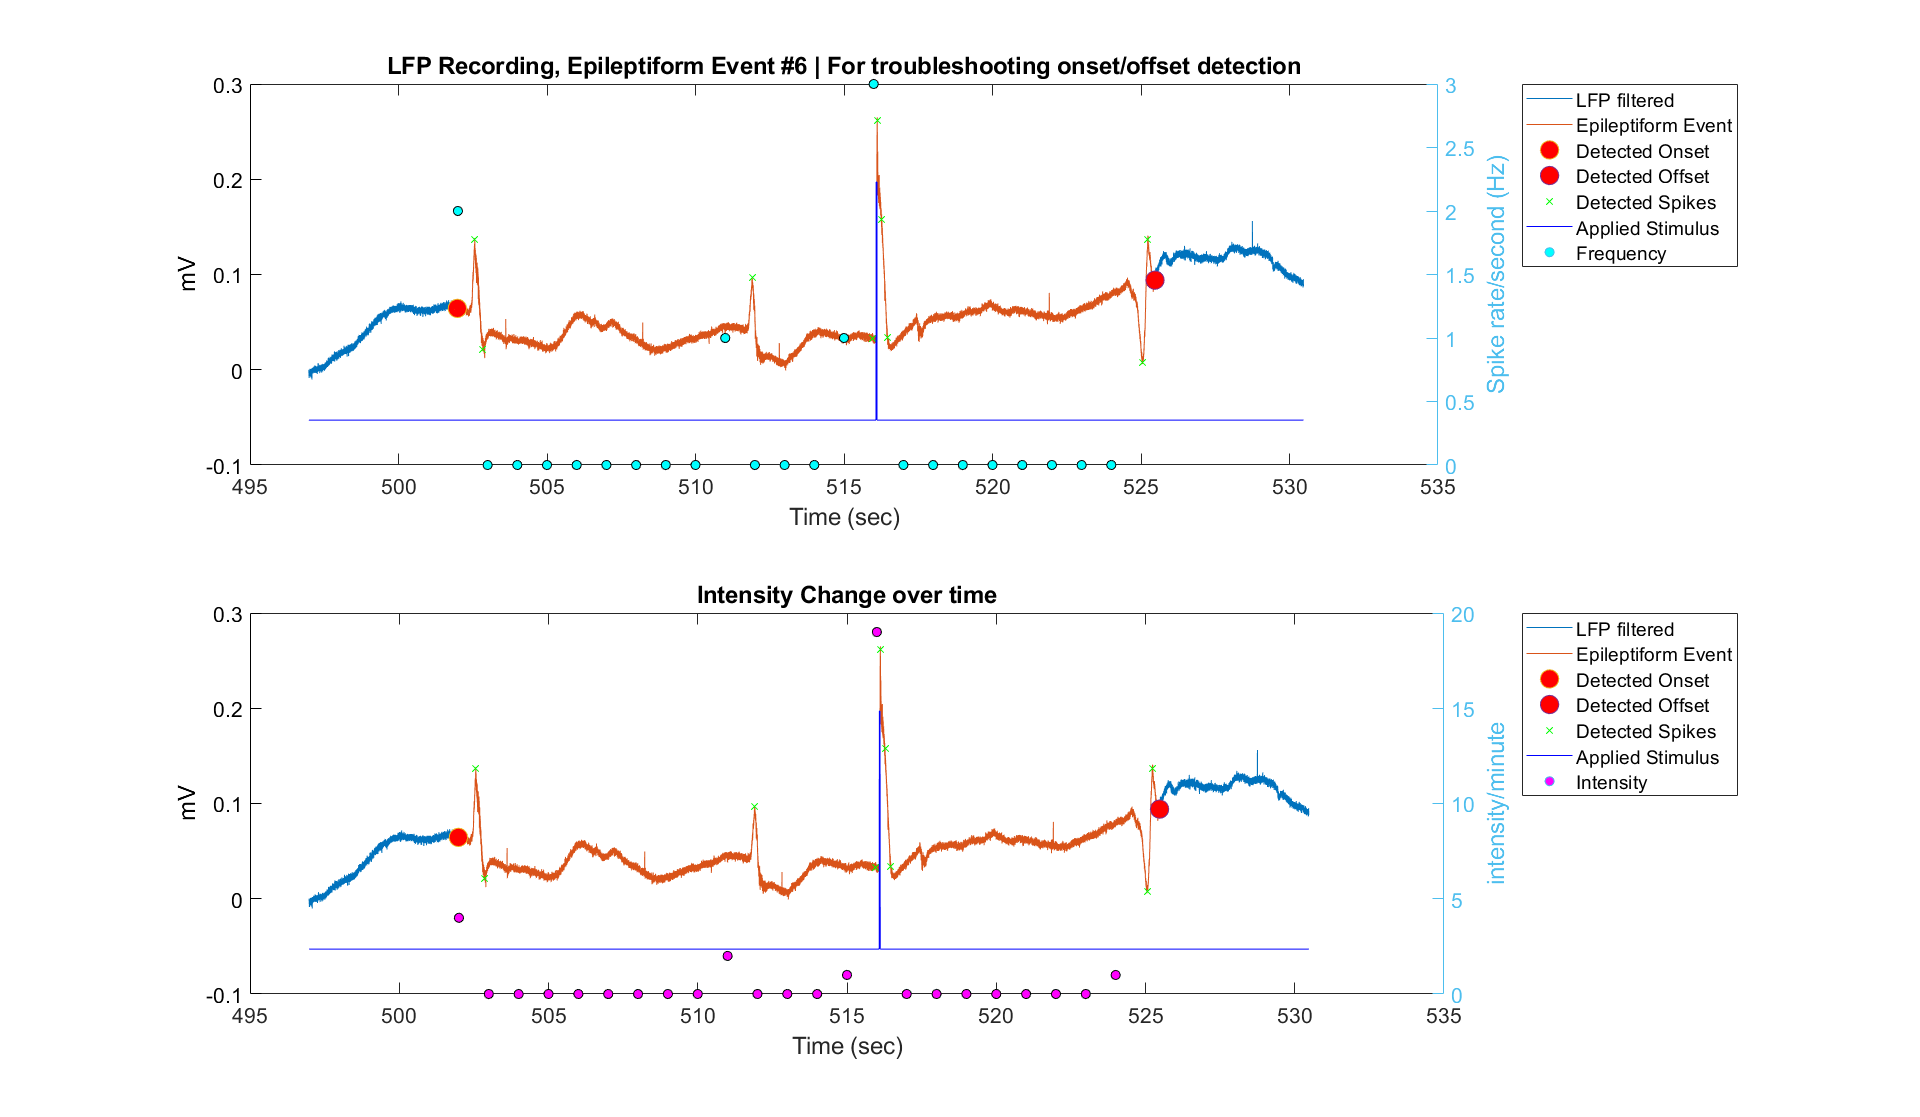 LFP Recording, Epileptiform Event #6 | For troubleshooting onset/offset detection
0.3
0.2
0.1
0
-0.1
mV
3
2.5
2
1.5
1
0.5
0
Spike rate/second (Hz)
495 500 505 510 515 520 525 530 535
Time (sec)
LFP filtered
Epileptiform Event
Detected Onset
Detected Offset
Detected Spikes
Applied Stimulus
Frequency
Intensity Change over time
0.3
0.2
0.1
0
-0.1
mV
20
15
10
5
0
intensity/minute
495 500 505 510 515 520 525 530 535
Time (sec)
LFP filtered
Epileptiform Event
Detected Onset
Detected Offset
Detected Spikes
Applied Stimulus
Intensity